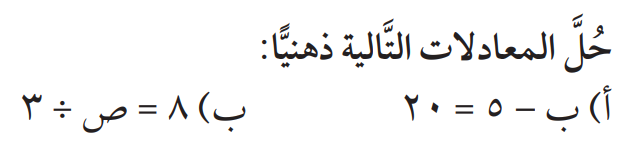 حُلَّ المعادلات التَّالية ذهنيًّا:
أ) ب – ٥ = ٢٠ ب) ٨ = ص ÷ ٣